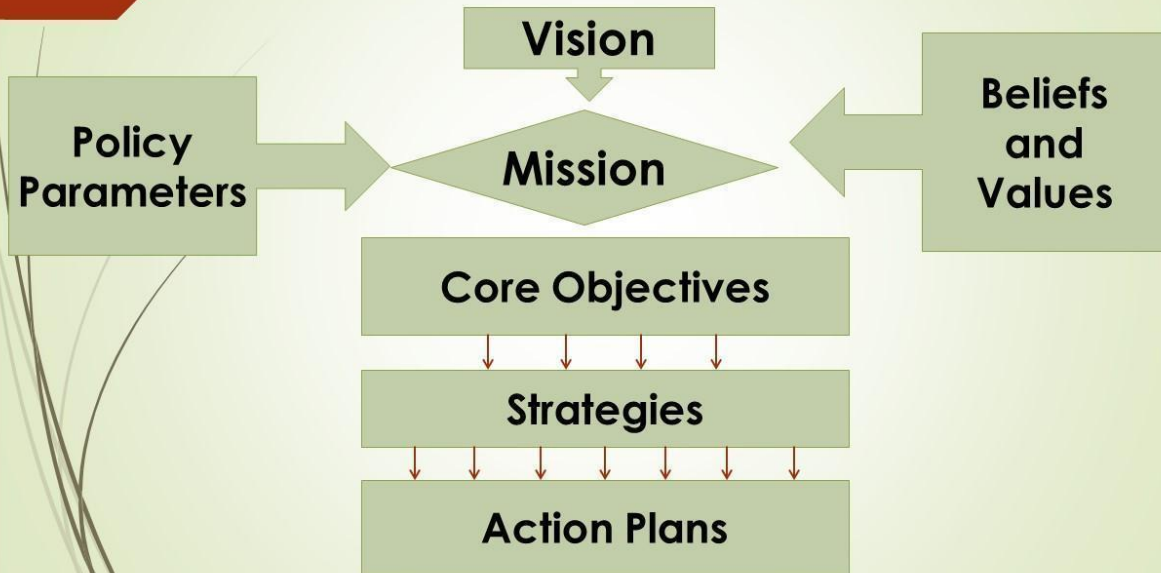 Vision
Policy
Parameters
Mission
Beliefs
and
Values
Core Objectives
Strategies
Action Plans